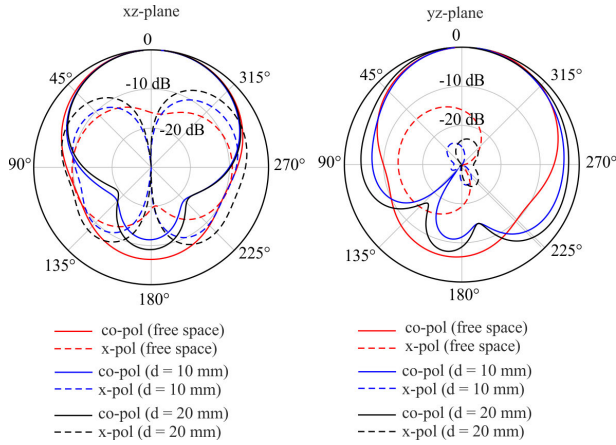 xz-plane
0
45°
315°
-10 dB
-20 dB
90°
270°
135°
225°
180°
co-pol (free space)
x-pol (free space)
co-pol (d = 10 mm)
x-pol (d = 10 mm)
co-pol (d = 20 mm)
x-pol (d = 20 mm)
yz-plane
0
45°
315°
-10 dB
-20 dB
90°
270°
135°
225°
180°
co-pol (free space)
x-pol (free space)
co-pol (d = 10 mm)
x-pol (d = 10 mm)
co-pol (d = 20 mm)
x-pol (d = 20 mm)